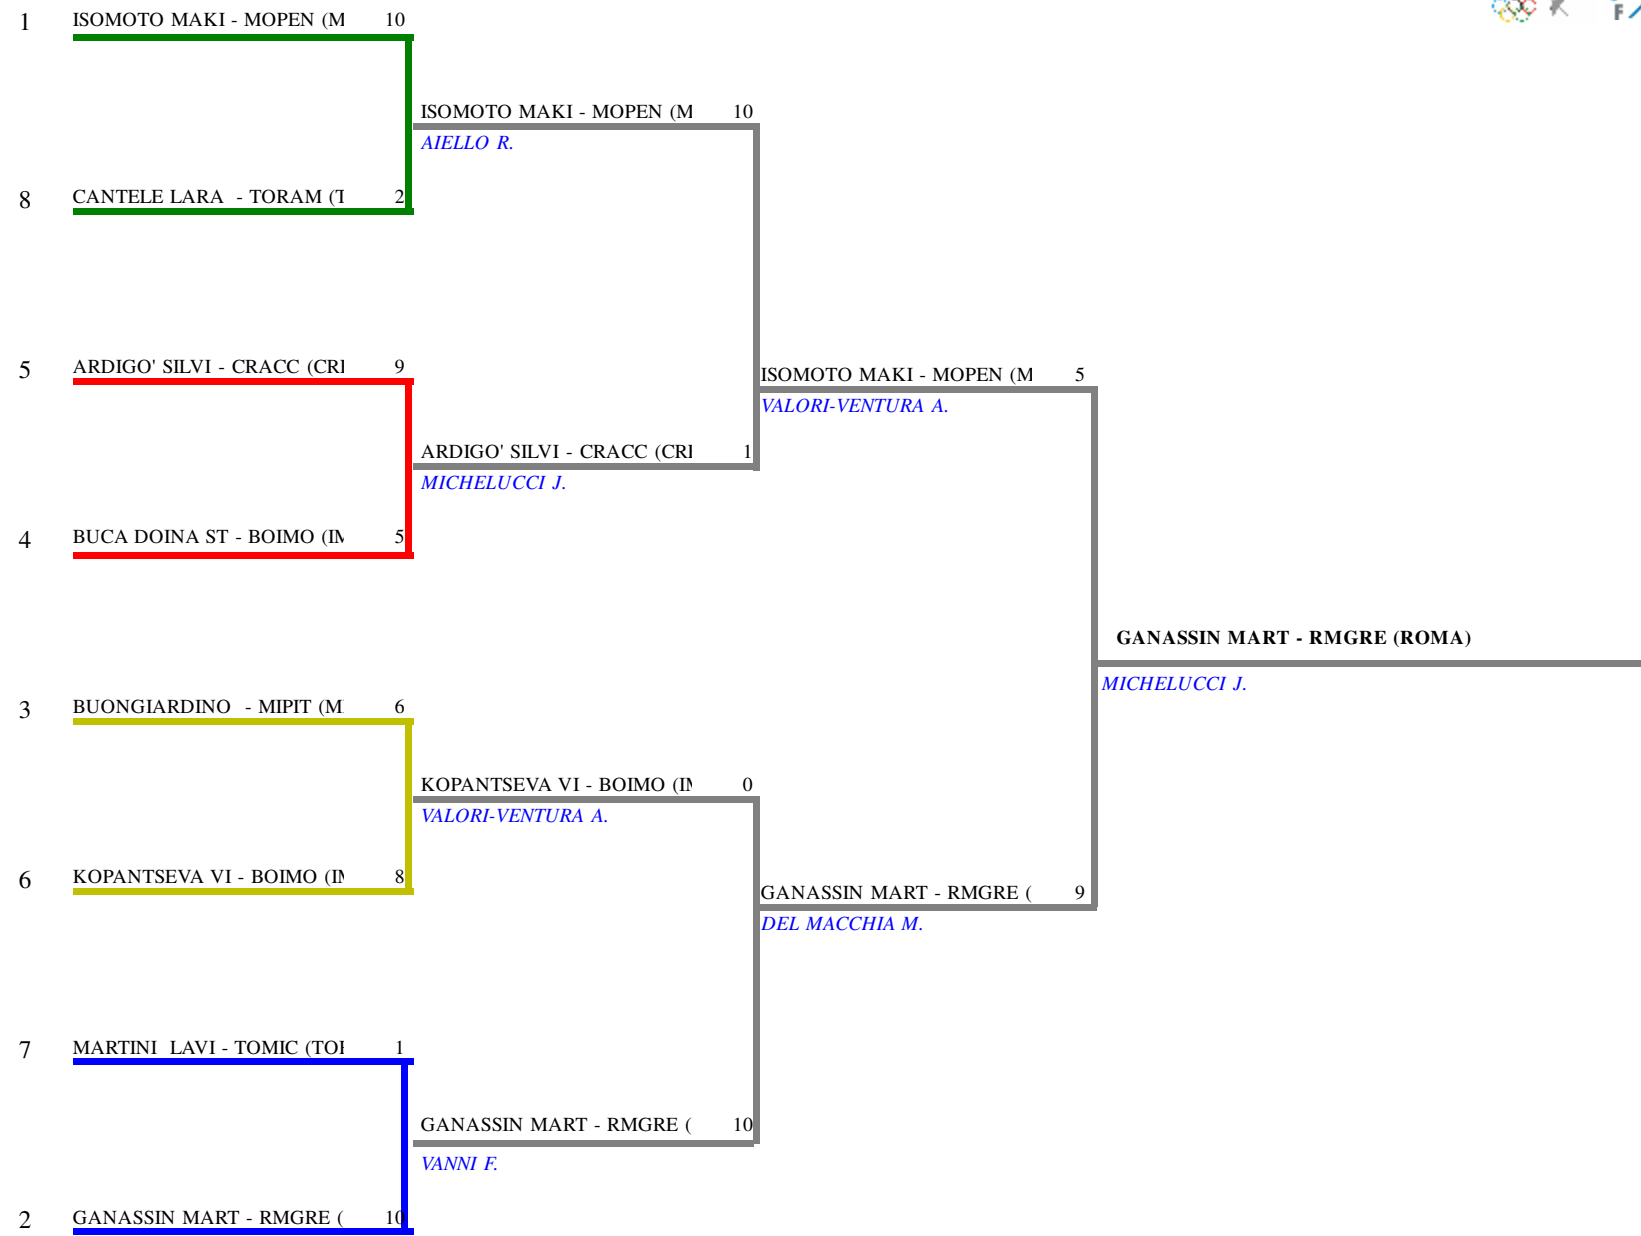 1 ISOMOTO MAKI - MOPEN (M 10
ISOMOTO MAKI - MOPEN (M 10
AIELLO R.
8 CANTELE LARA - TORAM (T 2
5 ARDIGO' SILVI - CRACC (CRI 9
ISOMOTO MAKI - MOPEN (M 5
VALORI-VENTURA A.
ARDIGO' SILVI - CRACC (CRI 1
MICHELUCCI J.
4 BUCA DOINA ST - BOIMO (IM 5
GANASSIN MART - RMGRE (ROMA)
MICHELUCCI J.
3 BUONGIARDINO - MIPIT (MI 6
KOPANTSEVA VI - BOIMO (IM 0
VALORI-VENTURA A.
6 KOPANTSEVA VI - BOIMO (IM 8
GANASSIN MART - RMGRE ( 9
DEL MACCHIA M.
7 MARTINI LAVI - TOMIC (TOR 1
GANASSIN MART - RMGRE ( 10
VANNI F.
2 GANASSIN MART - RMGRE ( 10